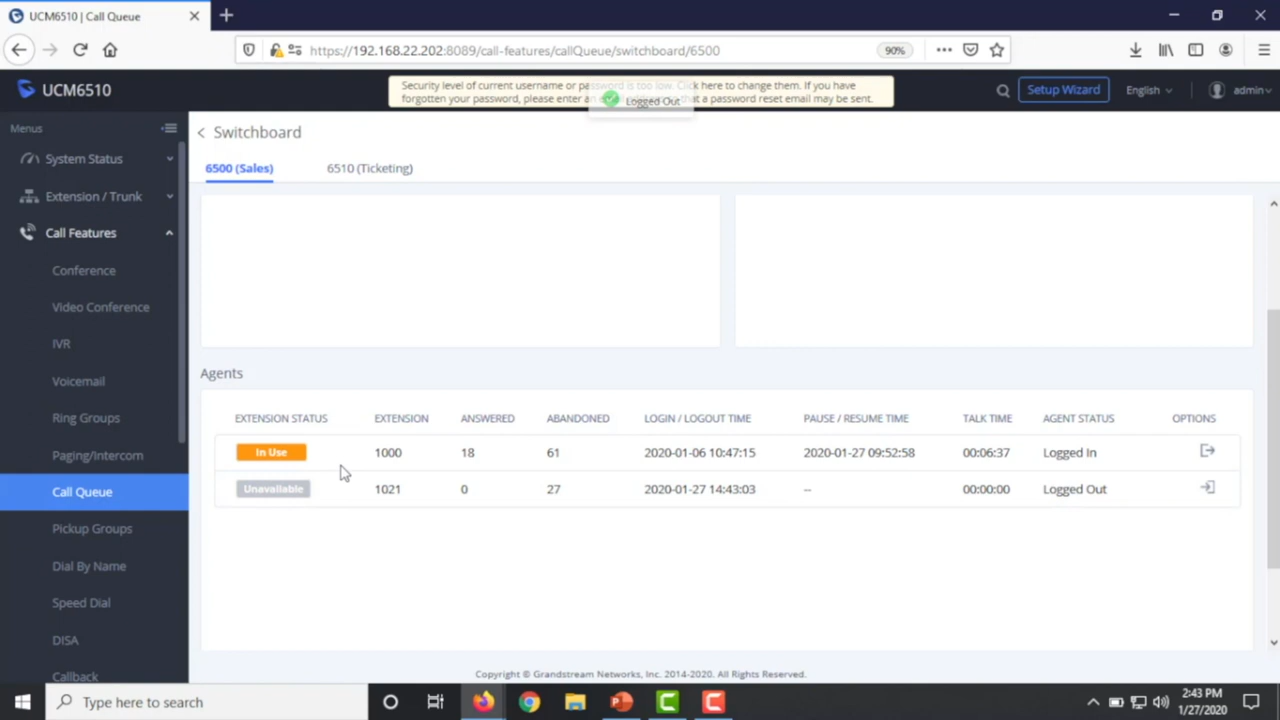 UCM6510 | Call Queue
https://192.168.22.202:8089/call-features/callQueue/switchboard/6500
90%
UCM6510
Security level of current username or password is too low. Click here to change them. If you have
forgotten your password, please enter an that a password reset email may be sent.
Logged Out
Setup Wizard
English
admin
Menus
System Status
Extension / Trunk
Call Features
Conference
Video Conference
IVR
Voicemail
Ring Groups
Paging/Intercom
Call Queue
Pickup Groups
Dial By Name
Speed Dial
DISA
Callback
Switchboard
6500 (Sales) 6510 (Ticketing)
Agents
EXTENSION STATUS EXTENSION ANSWERED ABANDONED LOGIN / LOGOUT TIME PAUSE / RESUME TIME TALK TIME AGENT STATUS OPTIONS
In Use 1000 18 61 2020-01-06 10:47:15 2020-01-27 09:52:58 00:06:37 Logged In
Unavailable 1021 0 27 2020-01-27 14:43:03 -- 00:00:00 Logged Out
Copyright © Grandstream Networks, Inc. 2014-2020. All Rights Reserved.
Type here to search
2:43 PM
1/27/2020